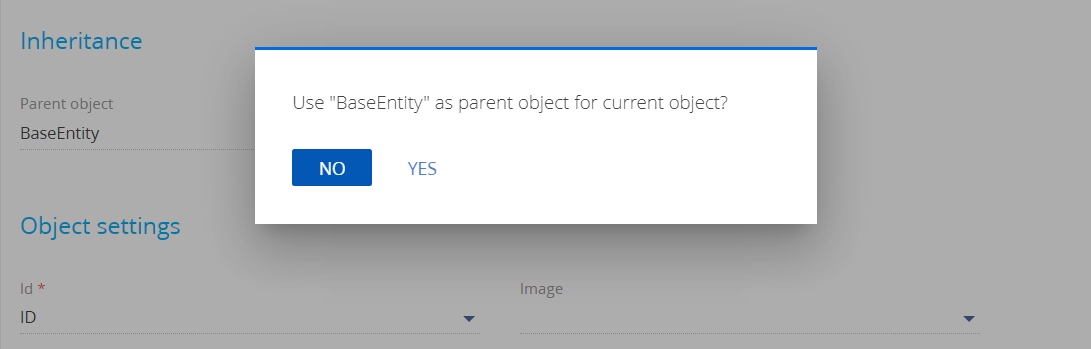 Inheritance
Parent object
BaseEntity
Use "BaseEntity" as parent object for current object?
NO YES
Object settings
Id * Image
ID